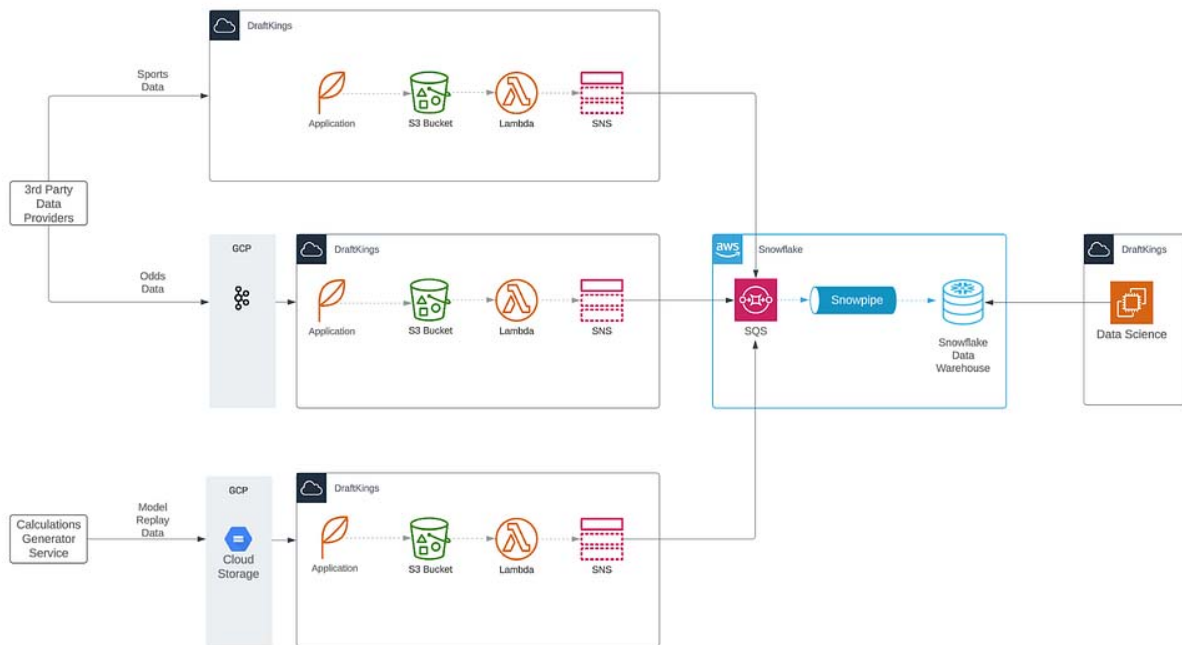 DraftKings
Sports
Data
Application
S3 Bucket
Lambda
SNS
3rd Party
Data
Providers
Odds
Data
GCP
DraftKings
Application
S3 Bucket
Lambda
SNS
aws
Snowflake
SQS
Snowpipe
Snowflake
Data
Warehouse
DraftKings
Data Science
Calculations
Generator
Service
Model
Replay
Data
GCP
Cloud
Storage
DraftKings
Application
S3 Bucket
Lambda
SNS